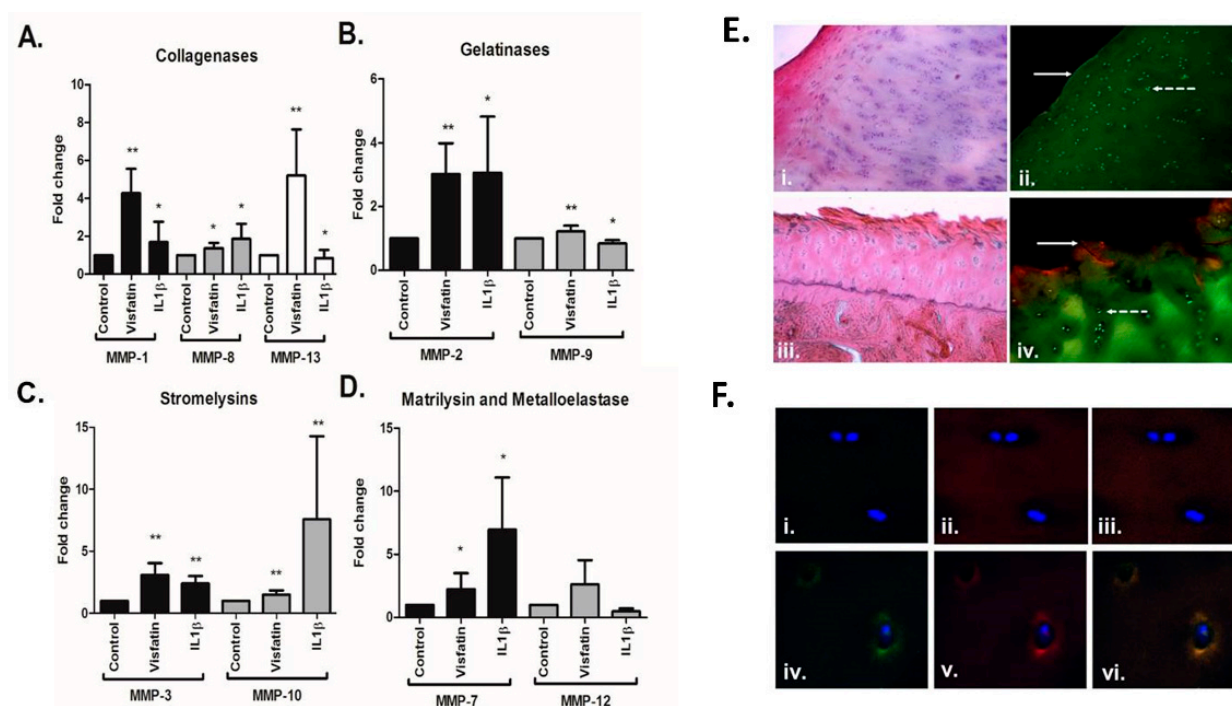 A.
Collagenases
Fold change
10
8
6
4
2
0
** * * * ** *
Control Visfatin IL1β Control Visfatin IL1β Control Visfatin IL1β
MMP-1 MMP-8 MMP-13
B.
Gelatinases
Fold change
6
4
2
0
** * ** *
Control Visfatin IL1β Control Visfatin IL1β
MMP-2 MMP-9
C.
Stromelysins
Fold change
15
10
5
0
** ** ** **
Control Visfatin IL1β Control Visfatin IL1β
MMP-3 MMP-10
D.
Matrilysin and Metalloelastase
Fold change
15
10
5
0
* *
Control Visfatin IL1β Control Visfatin IL1β
MMP-7 MMP-12
E.
i. ii.
iii. iv.
F.
i. ii. iii.
iv. v. vi.